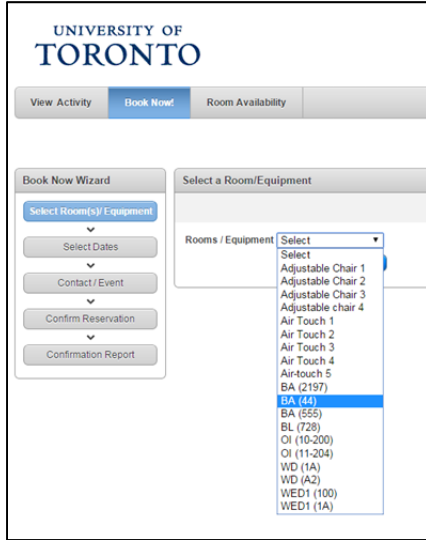 UNIVERSITY OF
TORONTO
View Activity Book Now! Room Availability
Book Now Wizard
Select Room(s)/ Equipment
Select Dates
Contact / Event
Confirm Reservation
Confirmation Report
Select a Room/Equipment
Rooms / Equipment Select
Select
Adjustable Chair 1
Adjustable Chair 2
Adjustable Chair 3
Adjustable chair 4
Air Touch 1
Air Touch 2
Air Touch 3
Air Touch 4
Air-touch 5
BA (2197)
BA (44)
BA (555)
BL (728)
OI (10-200)
OI (11-204)
WD (1A)
WD (A2)
WED1 (100)
WED1 (1A)